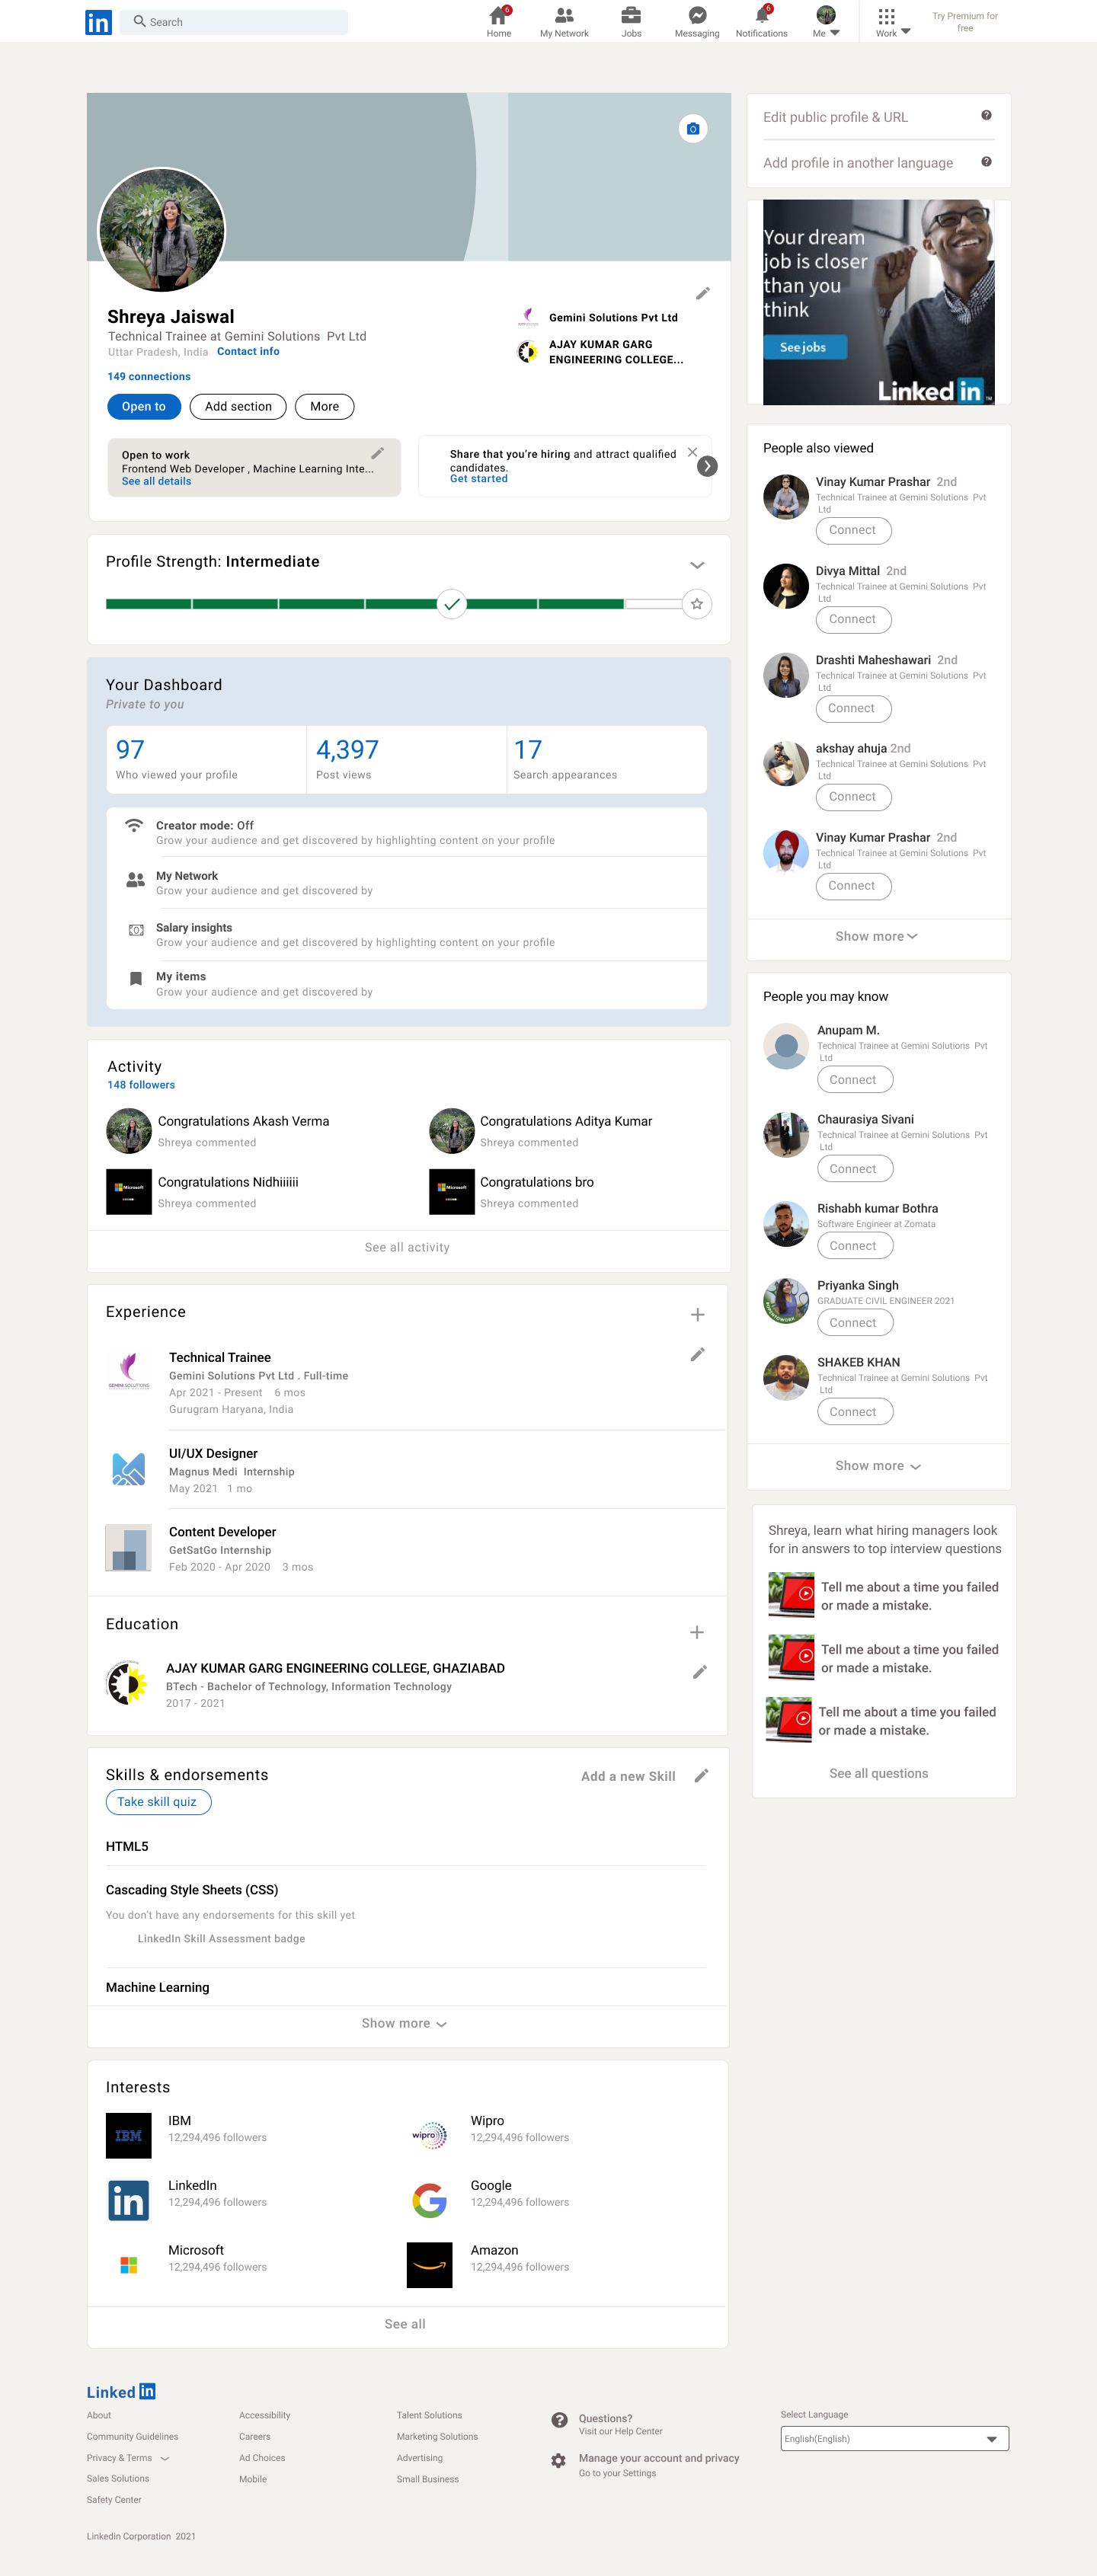 in
Search
6
Home
My Network
Jobs
Messaging
6
Notifications
Me
Work
Try Premium for
free
Edit public profile & URL
Add profile in another language
Your dream
job is closer
than you
think
See jobs
Linked in
Shreya Jaiswal
Technical Trainee at Gemini Solutions Pvt Ltd
Uttar Pradesh, India Contact info
149 connections
Gemini Solutions Pvt Ltd
AJAY KUMAR GARG
ENGINEERING COLLEGE...
Open to
Add section
More
Open to work
Frontend Web Developer , Machine Learning Inte...
See all details
Share that you're hiring and attract qualified
candidates.
Get started
Profile Strength: Intermediate
Your Dashboard
Private to you
97
Who viewed your profile
4,397
Post views
17
Search appearances
Creator mode: Off
Grow your audience and get discovered by highlighting content on your profile
My Network
Grow your audience and get discovered by
Salary insights
Grow your audience and get discovered by highlighting content on your profile
My items
Grow your audience and get discovered by
Activity
148 followers
Congratulations Akash Verma
Shreya commented
Congratulations Aditya Kumar
Shreya commented
Microsoft
Congratulations Nidhiiiiii
Shreya commented
Microsoft
Congratulations bro
Shreya commented
See all activity
Experience
GEMINI SOLUTIONS
Technical Trainee
Gemini Solutions Pvt Ltd . Full-time
Apr 2021 - Present 6 mos
Gurugram Haryana, India
UI/UX Designer
Magnus Medi Internship
May 2021 1 mo
Content Developer
GetSatGo Internship
Feb 2020 - Apr 2020 3 mos
Education
AJAY KUMAR GARG ENGINEERING COLLEGE, GHAZIABAD
BTech - Bachelor of Technology, Information Technology
2017 - 2021
Skills & endorsements
Add a new Skill
Take skill quiz
HTML5
Cascading Style Sheets (CSS)
You don't have any endorsements for this skill yet
LinkedIn Skill Assessment badge
Machine Learning
Show more
Interests
IBM
IBM
12,294,496 followers
wipro
Wipro
12,294,496 followers
in
LinkedIn
12,294,496 followers
Google
12,294,496 followers
Microsoft
12,294,496 followers
Amazon
12,294,496 followers
See all
People also viewed
Vinay Kumar Prashar 2nd
Technical Trainee at Gemini Solutions Pvt
Ltd
Connect
Divya Mittal 2nd
Technical Trainee at Gemini Solutions Pvt
Ltd
Connect
Drashti Maheshawari 2nd
Technical Trainee at Gemini Solutions Pvt
Ltd
Connect
akshay ahuja 2nd
Technical Trainee at Gemini Solutions Pvt
Ltd
Connect
Vinay Kumar Prashar 2nd
Technical Trainee at Gemini Solutions Pvt
Ltd
Connect
Show more
People you may know
Anupam M.
Technical Trainee at Gemini Solutions Pvt
Ltd
Connect
Chaurasiya Sivani
Technical Trainee at Gemini Solutions Pvt
Ltd
Connect
Rishabh kumar Bothra
Software Engineer at Zomata
Connect
Priyanka Singh
GRADUATE CIVIL ENGINEER 2021
Connect
SHAKEB KHAN
Technical Trainee at Gemini Solutions Pvt
Ltd
Connect
Show more
Shreya, learn what hiring managers look
for in answers to top interview questions
Tell me about a time you failed
or made a mistake.
Tell me about a time you failed
or made a mistake.
Tell me about a time you failed
or made a mistake.
See all questions
Linked in
About
Community Guidelines
Privacy & Terms
Sales Solutions
Safety Center
Accessibility
Careers
Ad Choices
Mobile
Talent Solutions
Marketing Solutions
Advertising
Small Business
Questions?
Visit our Help Center
Manage your account and privacy
Go to your Settings
Select Language
English(English)
Linkedin Corporation 2021